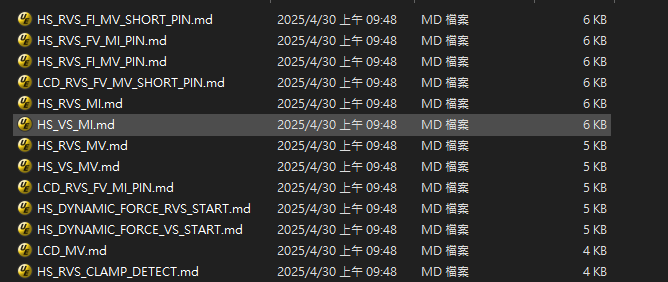 HS_RVS_FI_MV_SHORT_PIN.md 2025/4/30 上午 09:48 MD 檔案 6 KB
HS_RVS_FV_MI_PIN.md 2025/4/30 上午 09:48 MD 檔案 6 KB
HS_RVS_FI_MV_PIN.md 2025/4/30 上午 09:48 MD 檔案 6 KB
LCD_RVS_FV_MV_SHORT_PIN.md 2025/4/30 上午 09:48 MD 檔案 6 KB
HS_RVS_MI.md 2025/4/30 上午 09:48 MD 檔案 6 KB
HS_VS_MI.md 2025/4/30 上午 09:48 MD 檔案 6 KB
HS_RVS_MV.md 2025/4/30 上午 09:48 MD 檔案 5 KB
HS_VS_MV.md 2025/4/30 上午 09:48 MD 檔案 5 KB
LCD_RVS_FV_MI_PIN.md 2025/4/30 上午 09:48 MD 檔案 5 KB
HS_DYNAMIC_FORCE_RVS_START.md 2025/4/30 上午 09:48 MD 檔案 5 KB
HS_DYNAMIC_FORCE_VS_START.md 2025/4/30 上午 09:48 MD 檔案 5 KB
LCD_MV.md 2025/4/30 上午 09:48 MD 檔案 4 KB
HS_RVS_CLAMP_DETECT.md 2025/4/30 上午 09:48 MD 檔案 4 KB